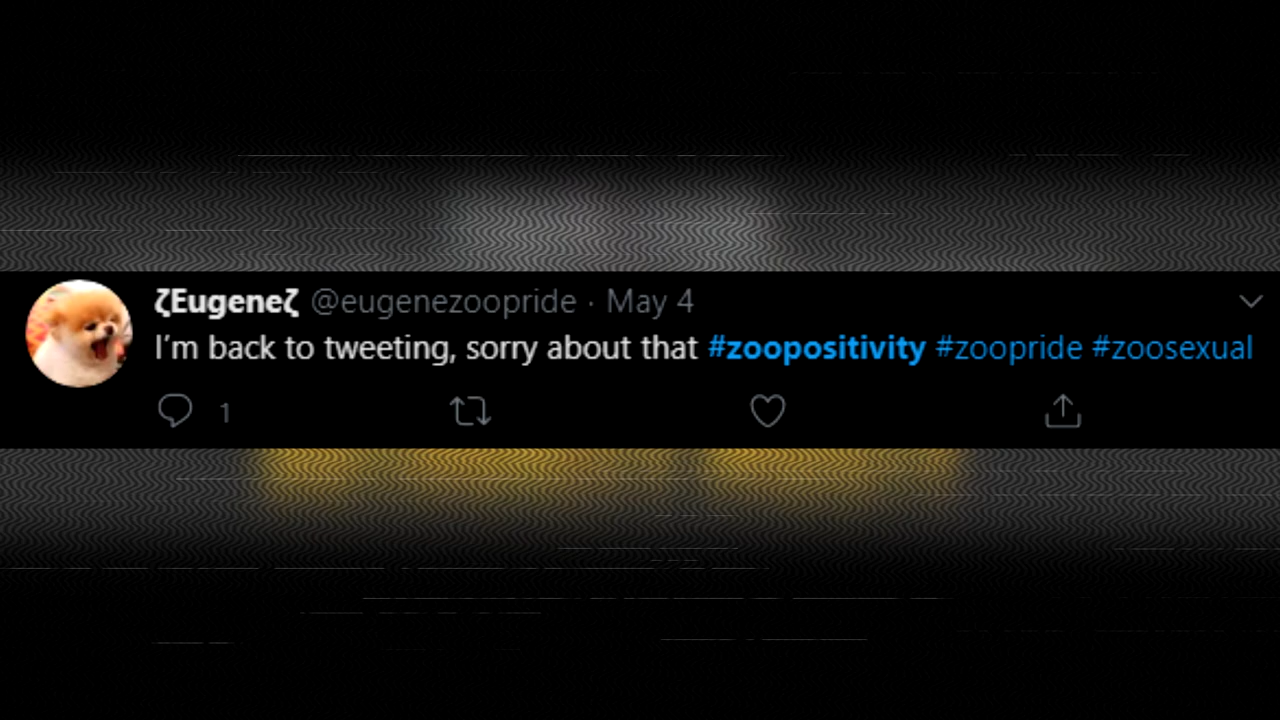 ζEugeneζ @eugenezoopride · May 4
I'm back to tweeting, sorry about that #zoopositivity #zoopride #zoosexual
1